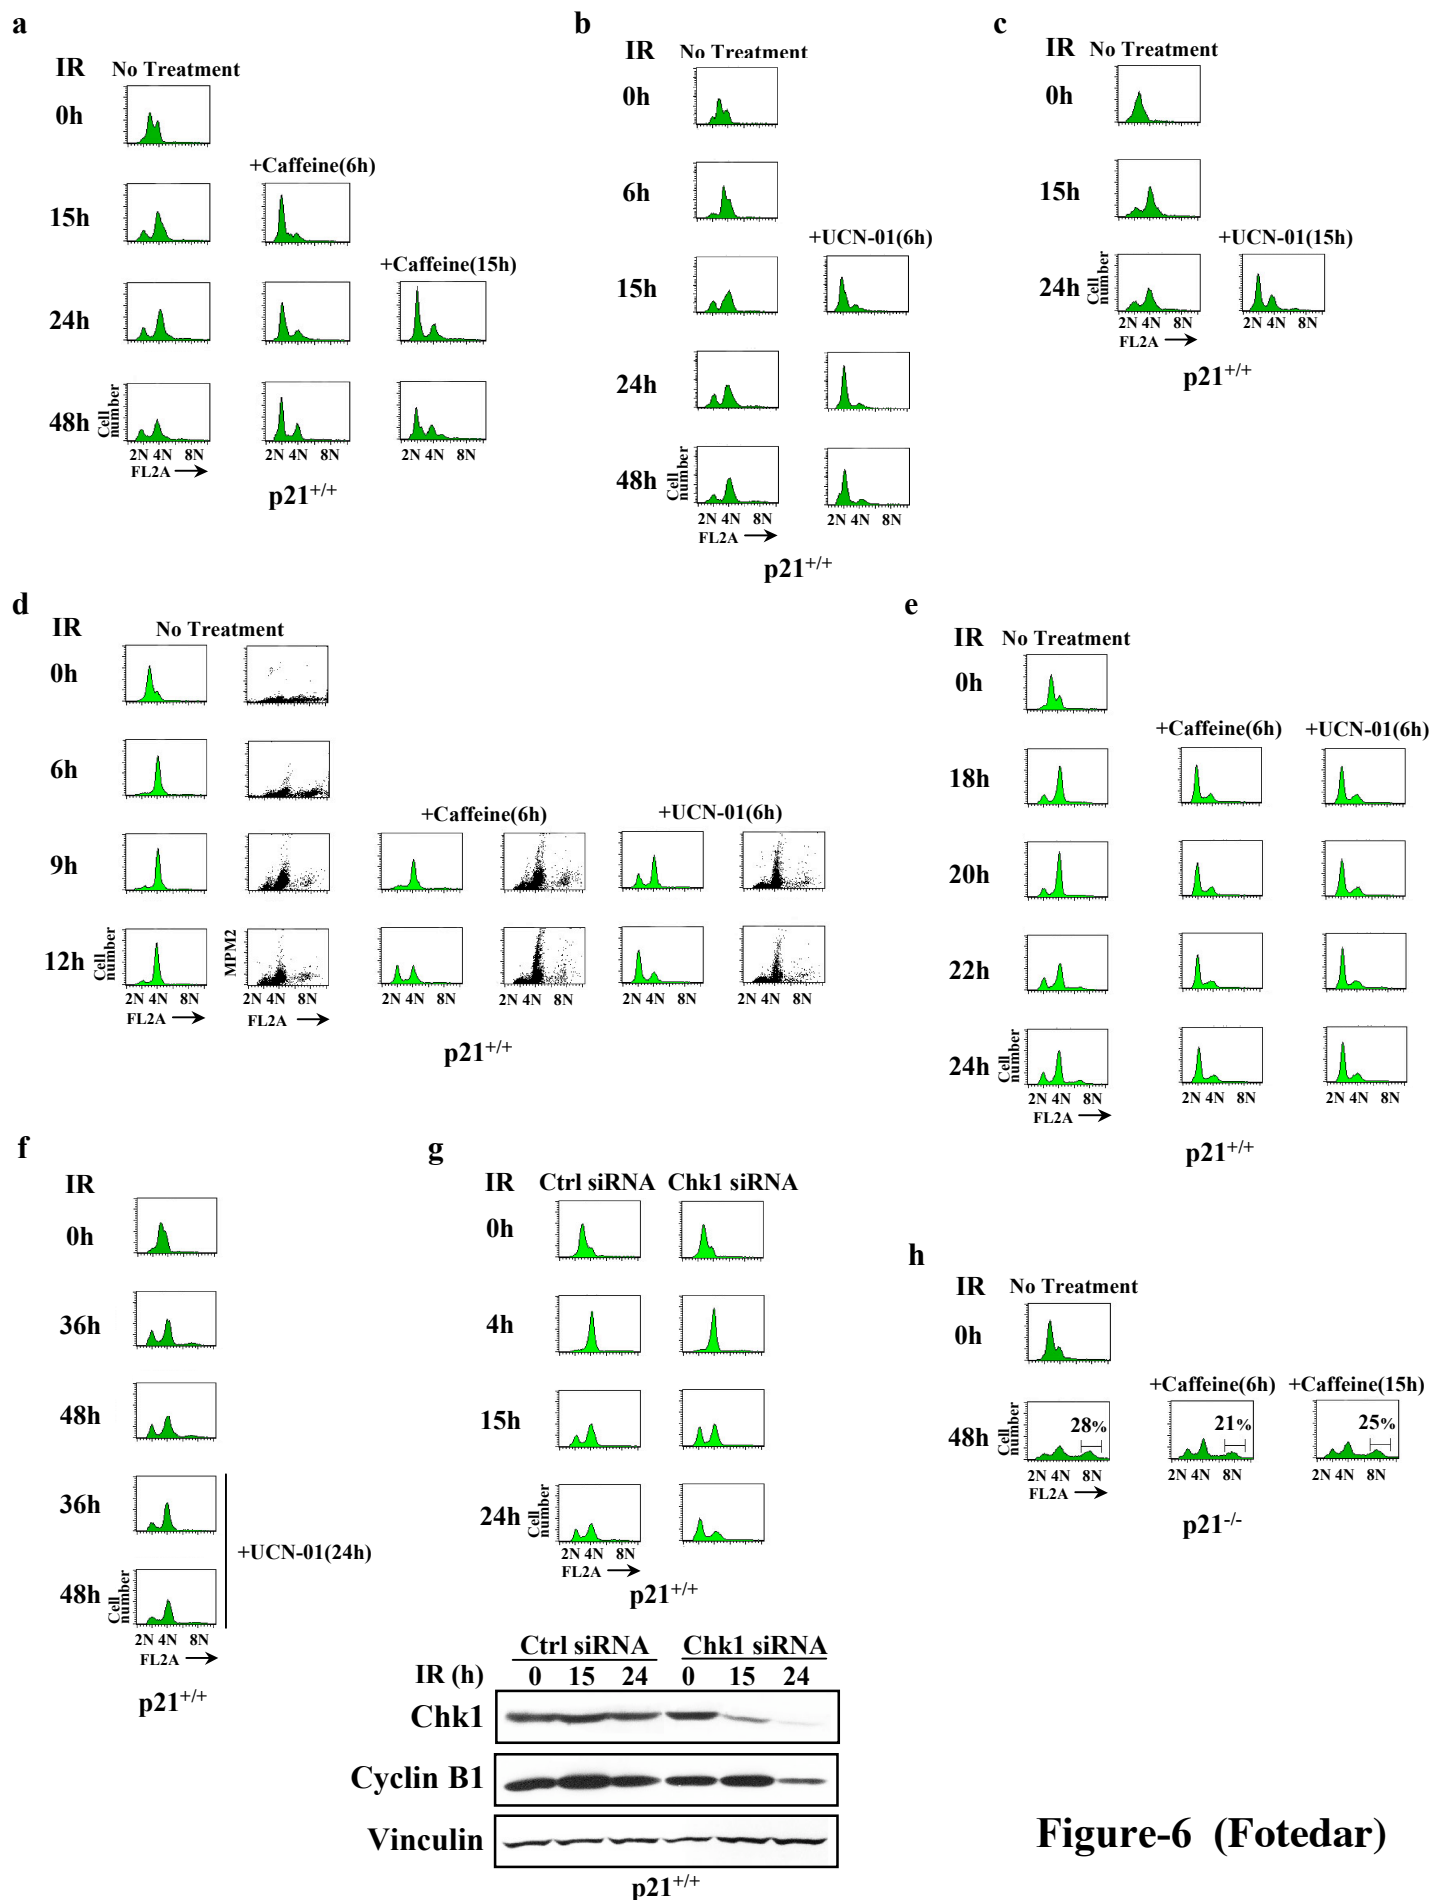 a
IR No Treatment
0h
+Caffeine(6h)
15h
+Caffeine(15h)
24h
48h
Cell number
2N 4N 8N 2N 4N 8N 2N 4N 8N
FL2A
p21+/+
b
IR No Treatment
0h
6h
+UCN-01(6h)
15h
24h
48h
Cell number
2N 4N 8N 2N 4N 8N
FL2A
p21+/+
c
IR No Treatment
0h
15h
+UCN-01(15h)
24h
Cell number
2N 4N 8N 2N 4N 8N
FL2A
p21+/+
d
IR No Treatment
0h
6h
+Caffeine(6h) +UCN-01(6h)
9h
12h
Cell number
MPM2
2N 4N 8N 2N 4N 8N 2N 4N 8N 2N 4N 8N 2N 4N 8N 2N 4N 8N
FL2A FL2A
p21+/+
e
IR No Treatment
0h
+Caffeine(6h) +UCN-01(6h)
18h
20h
22h
24h
Cell number
2N 4N 8N 2N 4N 8N 2N 4N 8N
FL2A
p21+/+
f
IR
0h
36h
48h
36h
+UCN-01(24h)
48h
Cell number
2N 4N 8N
FL2A
p21+/+
g
IR Ctrl siRNA Chk1 siRNA
0h
4h
15h
24h
Cell number
2N 4N 8N
FL2A
p21+/+
Ctrl siRNA Chk1 siRNA
IR (h) 0 15 24 0 15 24
Chk1
Cyclin B1
Vinculin
p21+/+
h
IR No Treatment
0h
+Caffeine(6h) +Caffeine(15h)
48h
Cell number
28% 21% 25%
2N 4N 8N 2N 4N 8N 2N 4N 8N
FL2A
p21-/-
Figure-6 (Fotedar)